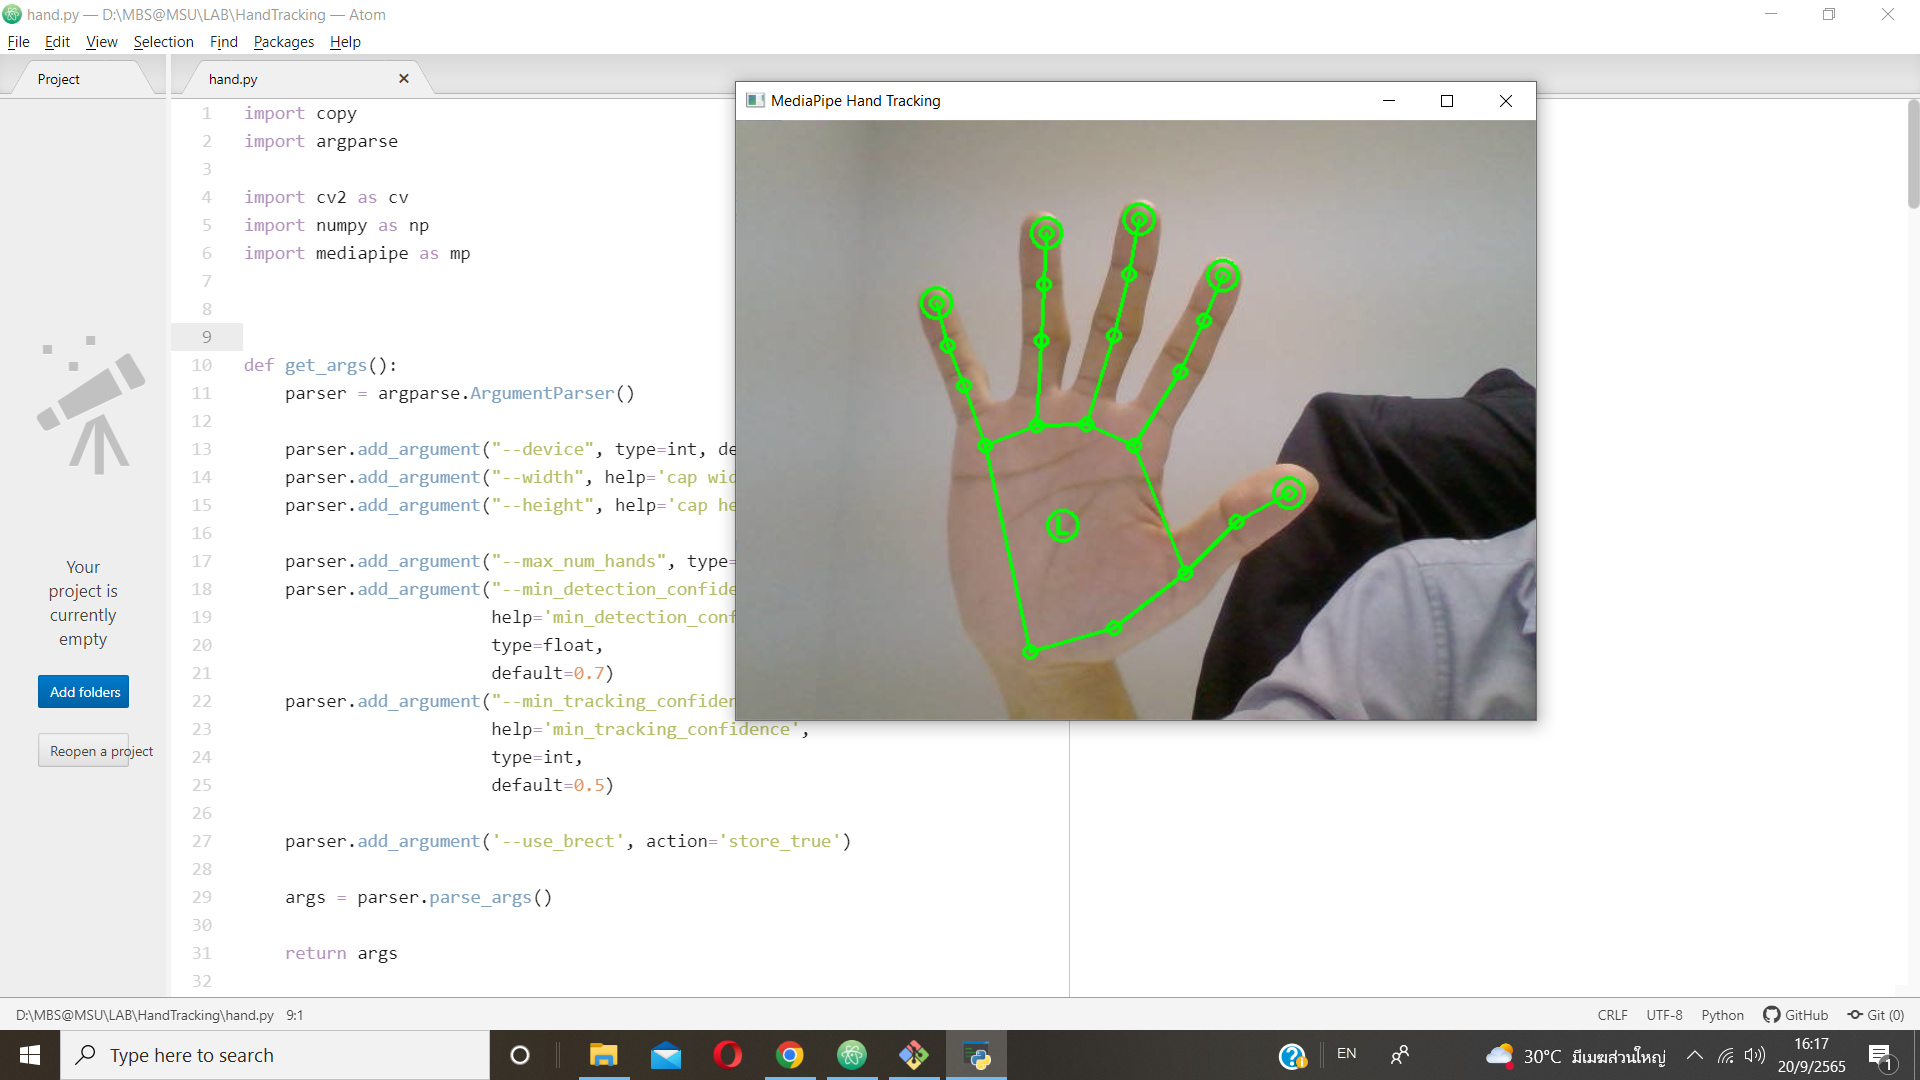 hand.py — D:\MBS@MSU\LAB\HandTracking — Atom
File Edit View Selection Find Packages Help
Project
hand.py
MediaPipe Hand Tracking
1 import copy
2 import argparse
3
4 import cv2 as cv
5 import numpy as np
6 import mediapipe as mp
7
8
9
10 def get_args():
11 parser = argparse.ArgumentParser()
12
13 parser.add_argument("--device", type=int, de
14 parser.add_argument("--width", help='cap wid
15 parser.add_argument("--height", help='cap he
16
17 parser.add_argument("--max_num_hands", type=
18 parser.add_argument("--min_detection_confide
19 help='min_detection_conf
20 type=float,
21 default=0.7)
22 parser.add_argument("--min_tracking_confiden
23 help='min_tracking_confidence',
24 type=int,
25 default=0.5)
26
27 parser.add_argument('--use_brect', action='store_true')
28
29 args = parser.parse_args()
30
31 return args
32
L
Your
project is
currently
empty
Add folders
Reopen a project
D:\MBS@MSU\LAB\HandTracking\hand.py 9:1
CRLF UTF-8 Python GitHub Git (0)
Type here to search
EN
30°C มีเมฆส่วนใหญ่
16:17
20/9/2565
1